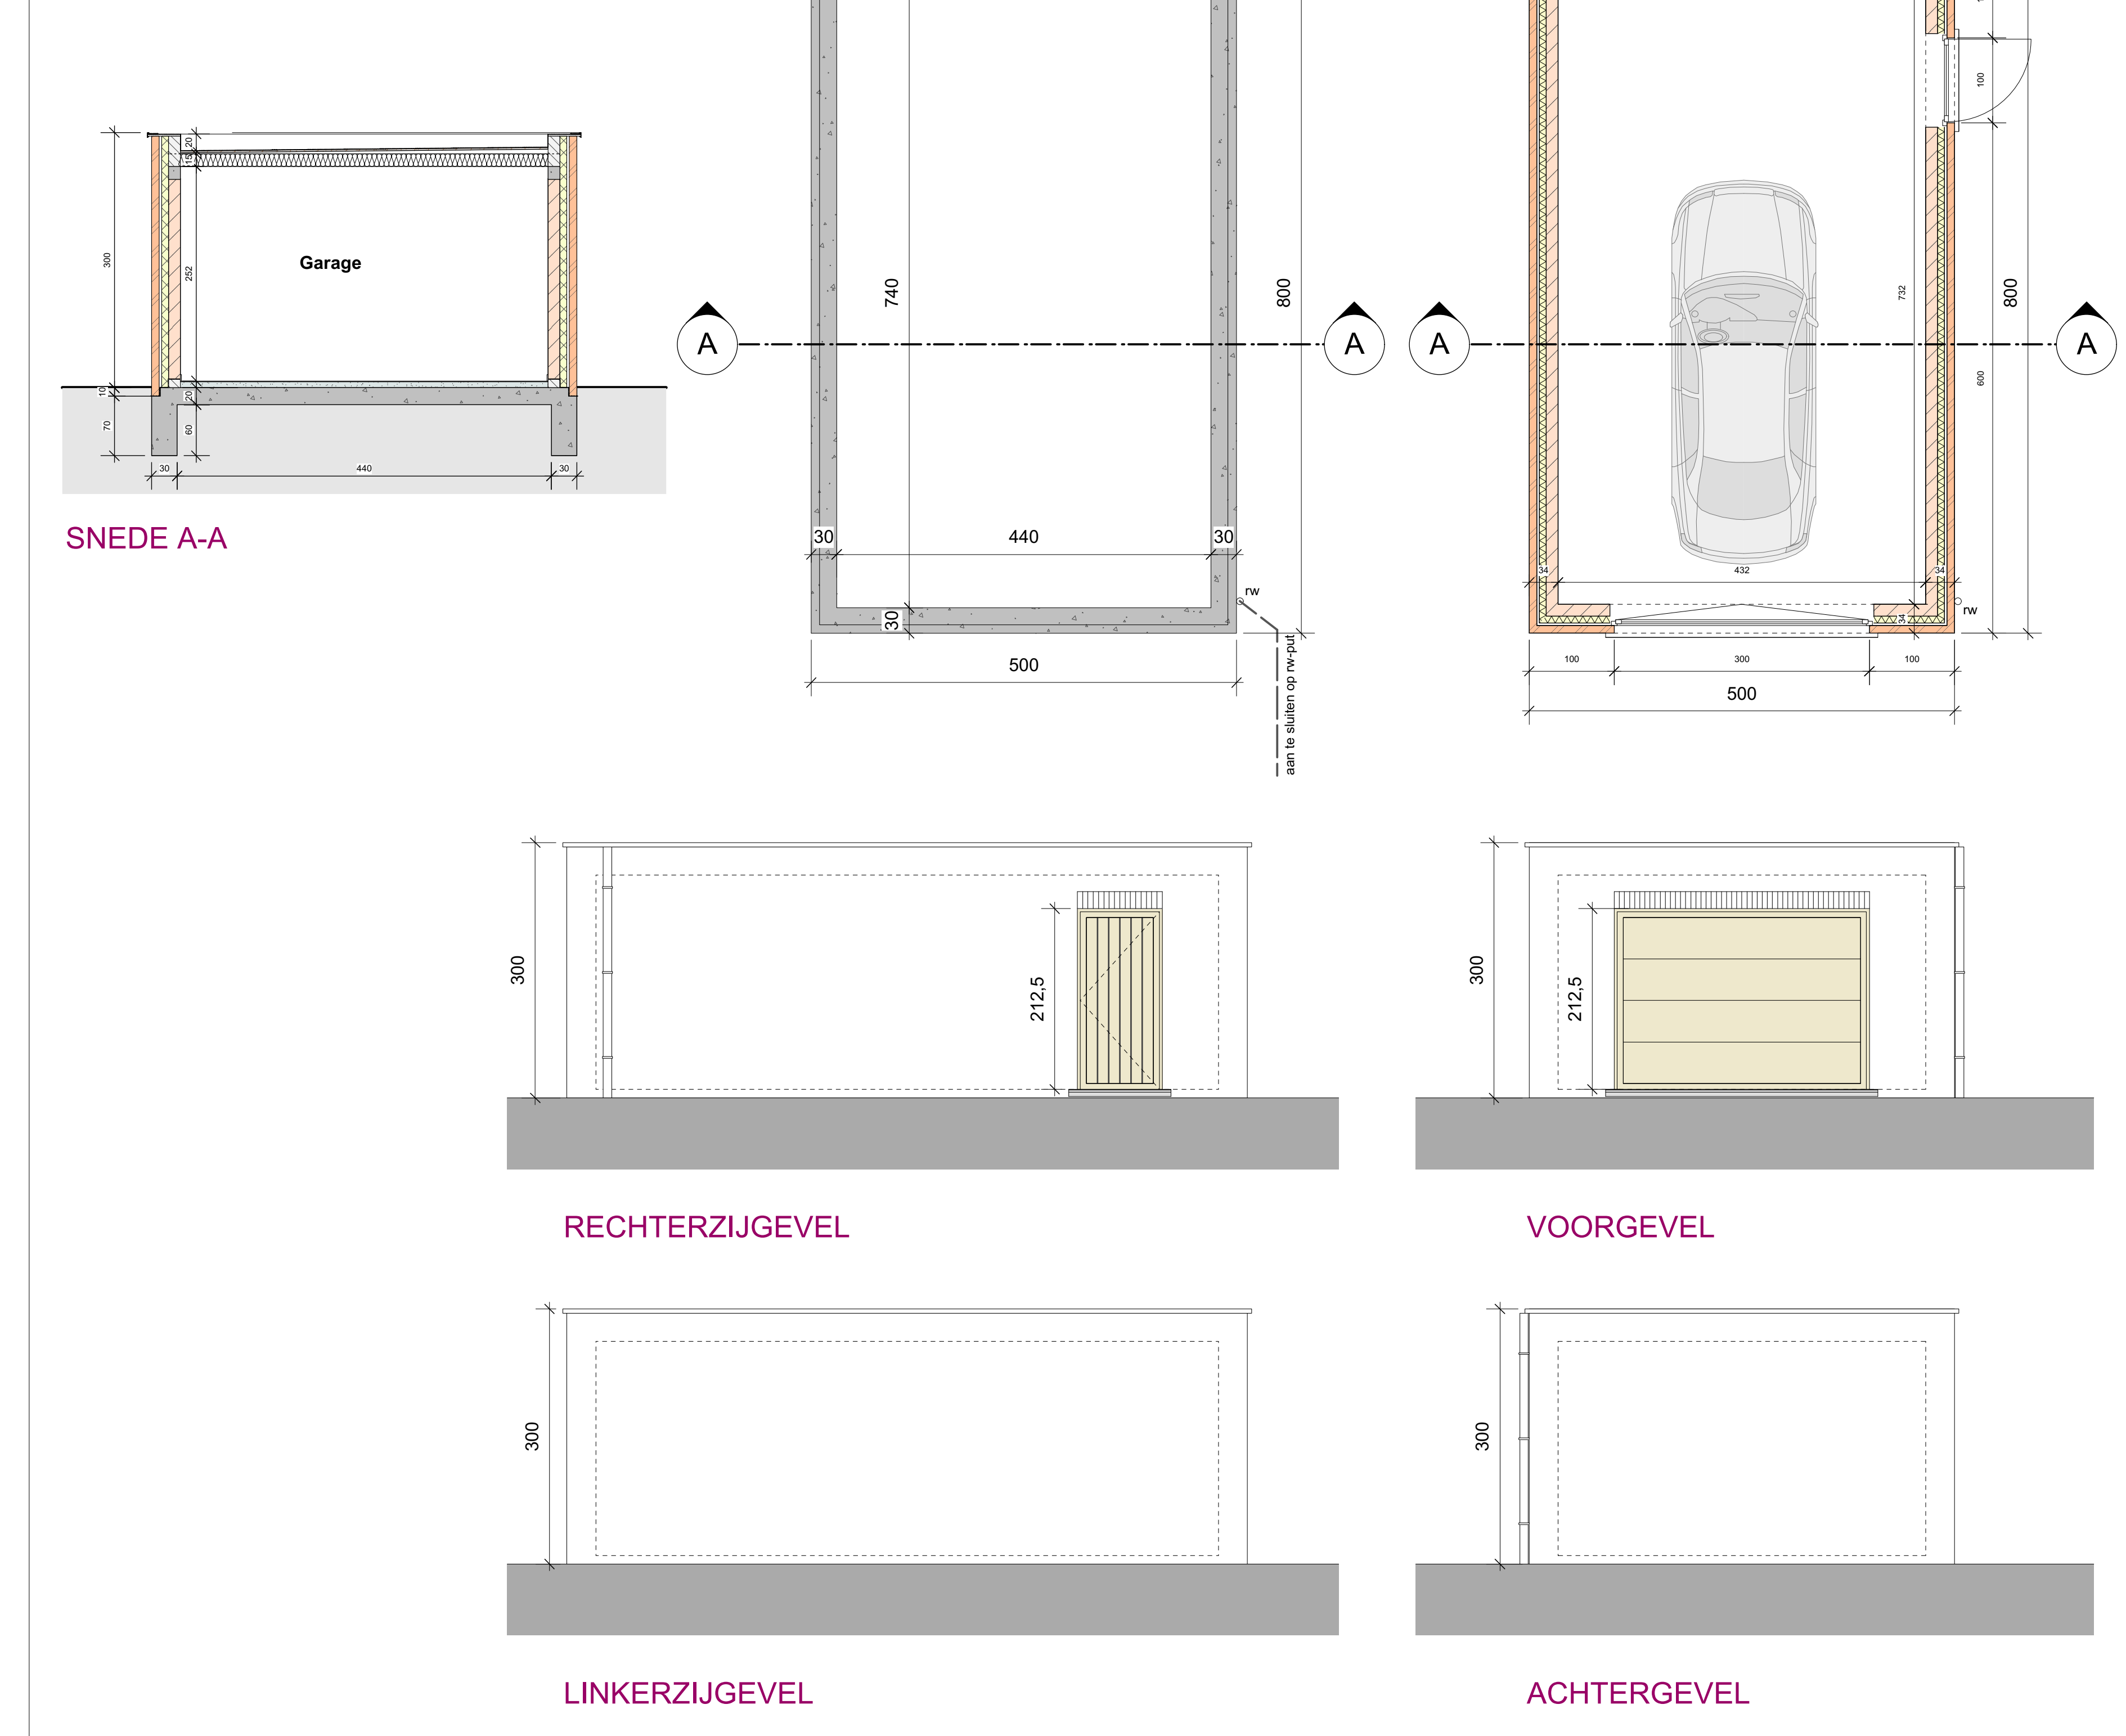 300
10
70
20
15
252
20
60
Garage
30
440
30
SNEDE A-A
740
800
A
A
30
440
30
30
500
rw
aan te sluiten op rw-put
100
732
800
600
A
A
34
432
34
34
rw
100
300
100
500
300
212,5
RECHTERZIJGEVEL
300
212,5
VOORGEVEL
300
LINKERZIJGEVEL
300
ACHTERGEVEL